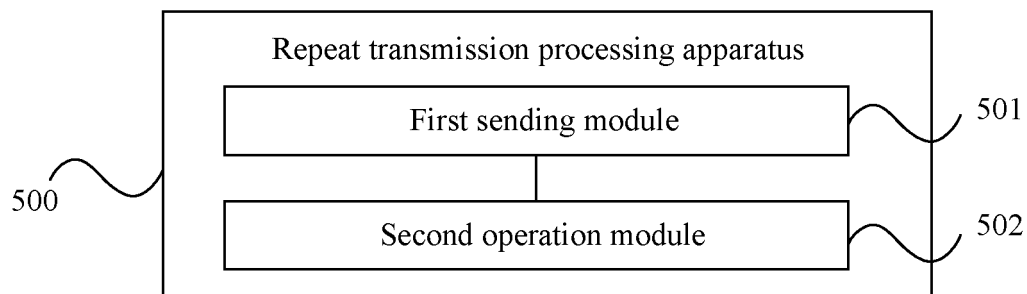 Repeat transmission processing apparatus
First sending module
501
500
Second operation module
502